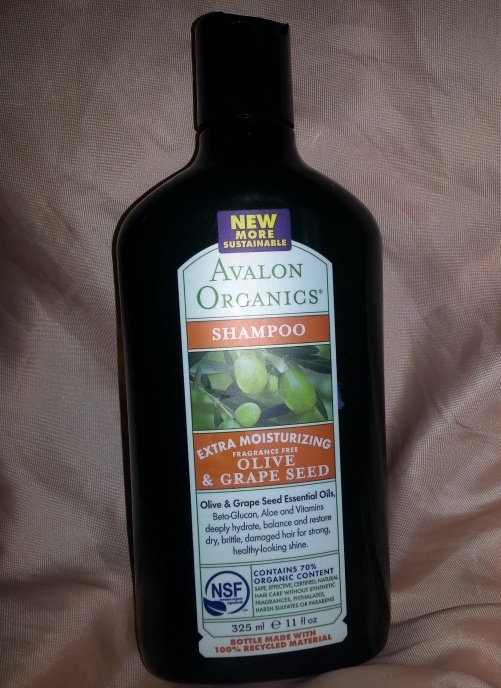 NEW
MORE
SUSTAINABLE
AVALON
ORGANICS®
SHAMPOO
EXTRA MOISTURIZING
FRAGRANCE FREE
OLIVE
& GRAPE SEED
Olive & Grape Seed Essential Oils,
Beta-Glucan, Aloe and Vitamins
deeply hydrate, balance and restore
dry, brittle, damaged hair for strong,
healthy-looking shine.
NSF
CONTAINS 70%
ORGANIC CONTENT
SAFE, EFFECTIVE, CERTIFIED, NATURAL
HAIR CARE WITHOUT SYNTHETIC
FRAGRANCES, PHTHALATES,
HARSH SULFATES OR PARABENS
325 ml ℮ 11 fl oz
BOTTLE MADE WITH
100% RECYCLED MATERIAL